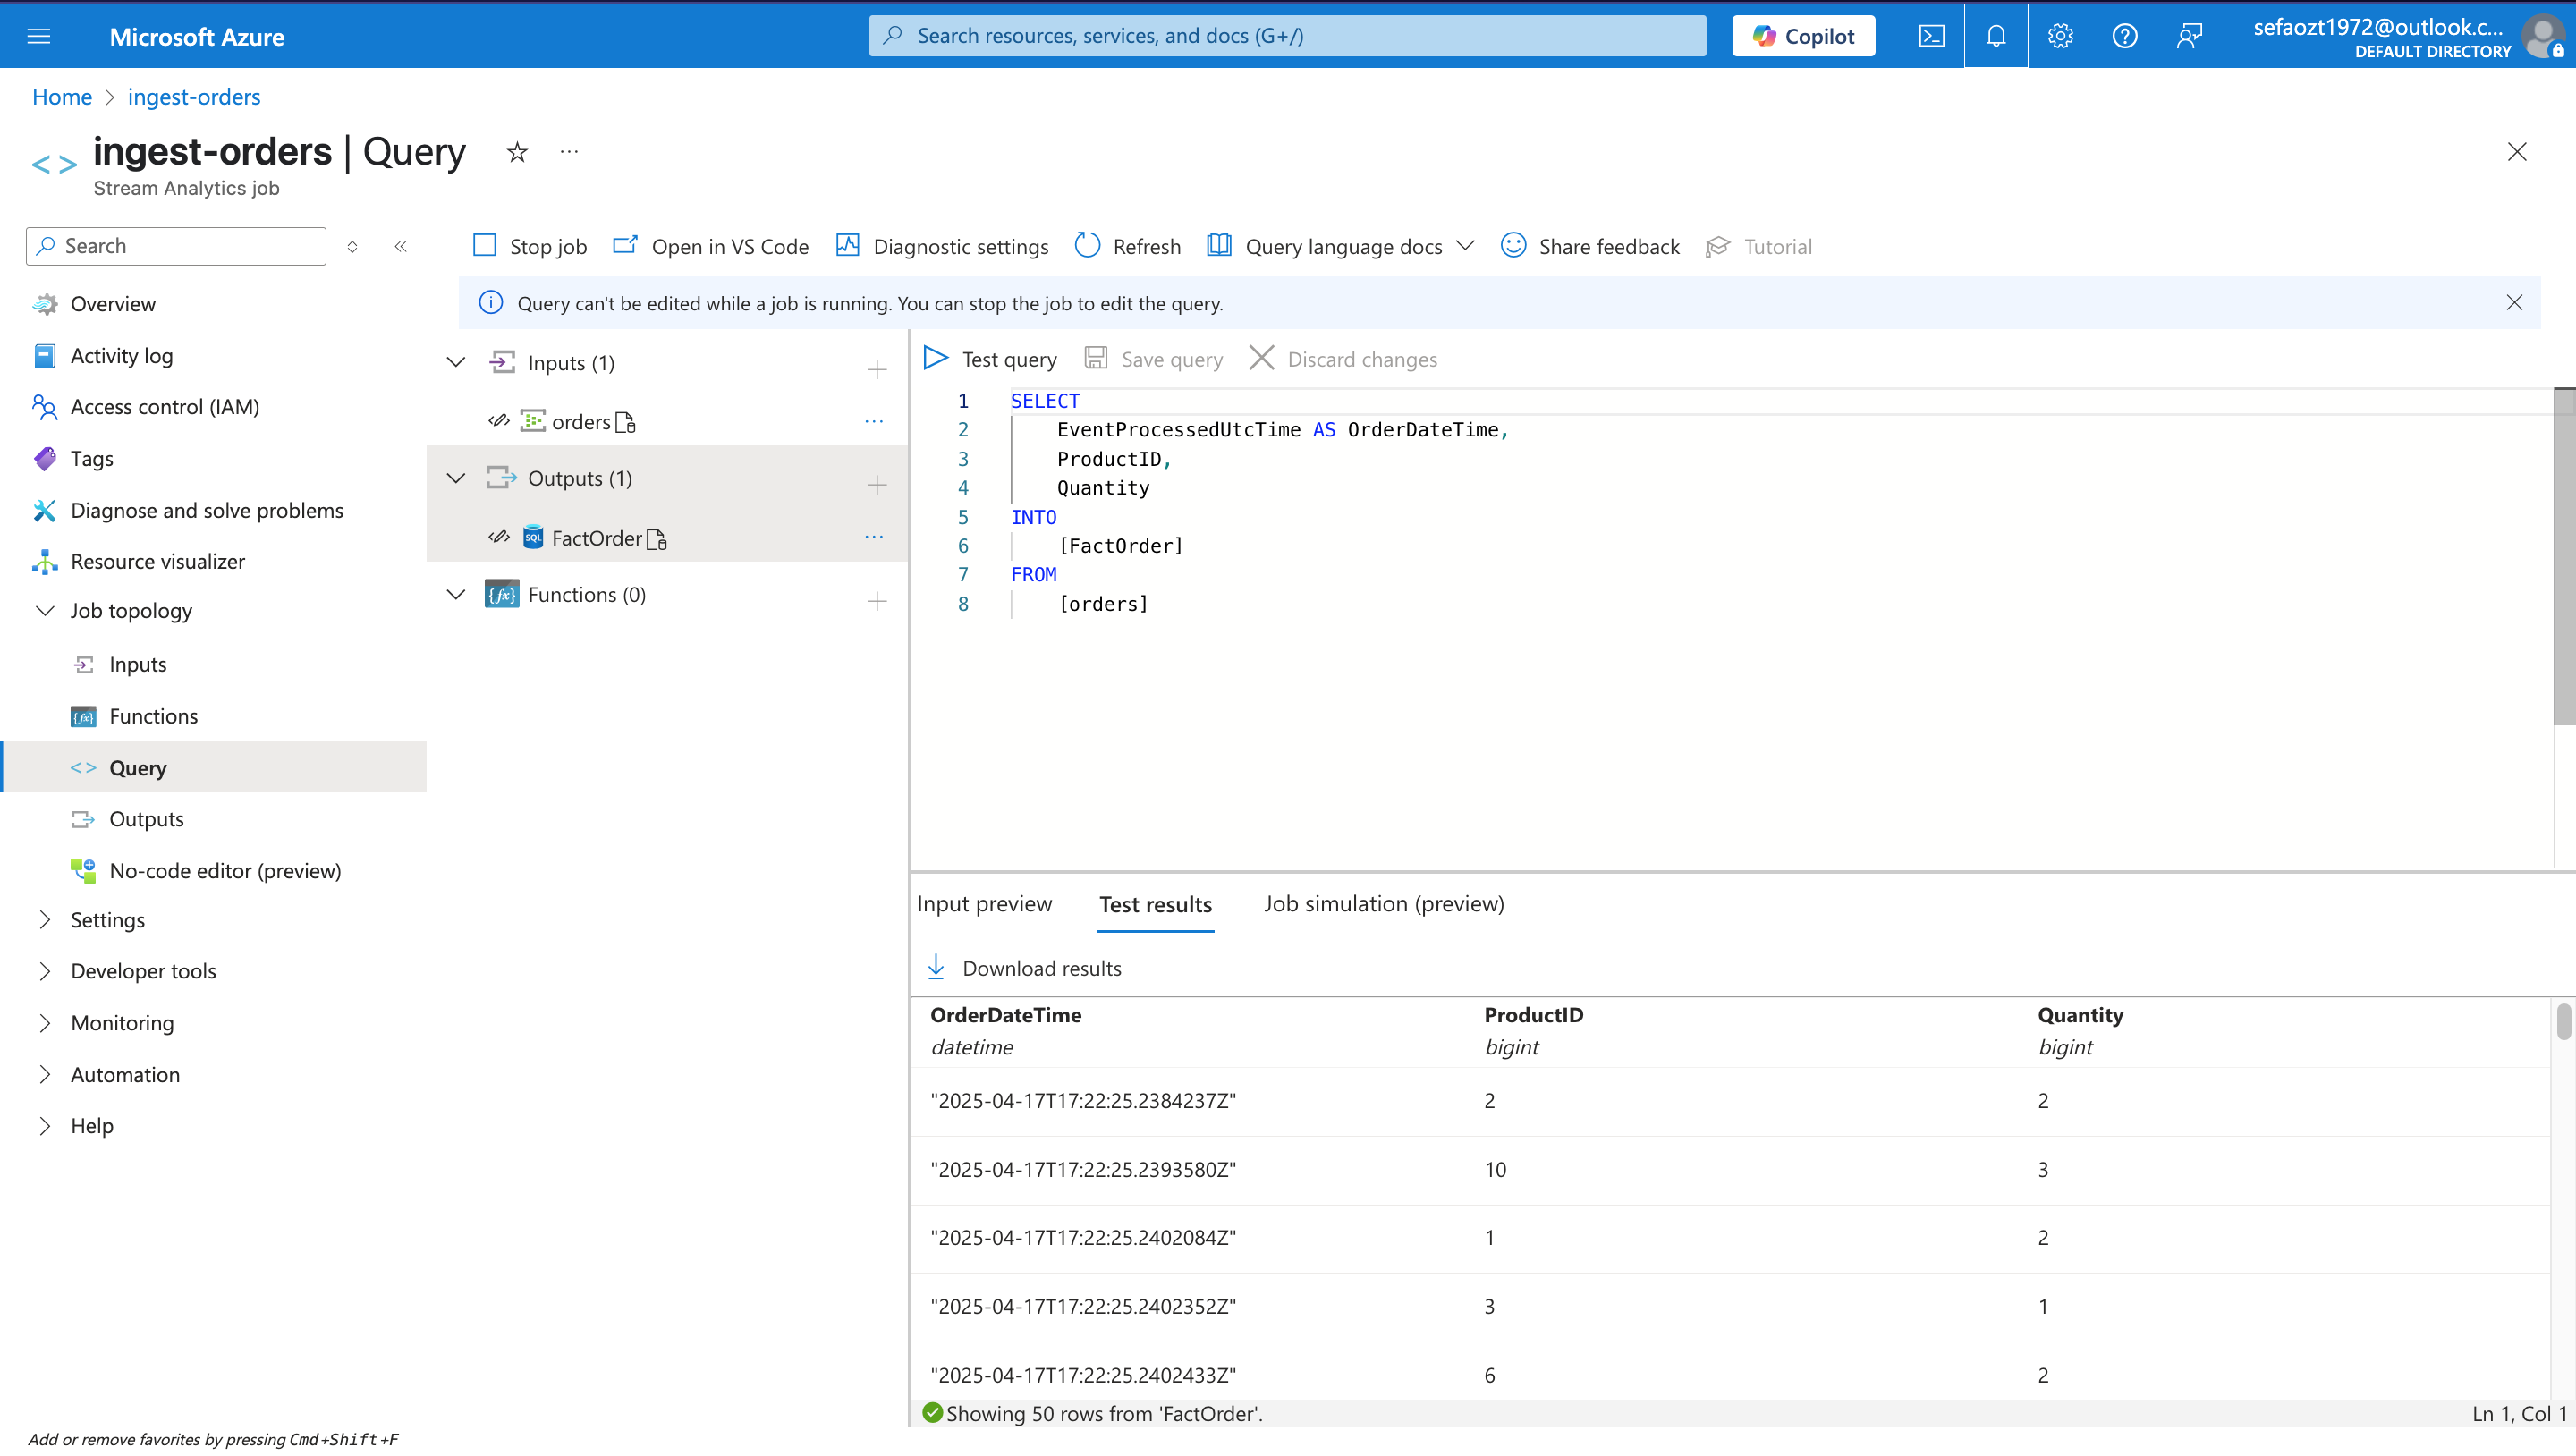 Microsoft Azure
Search resources, services, and docs (G+/)
Copilot
sefaozt1972@outlook.c...
DEFAULT DIRECTORY
Home
ingest-orders
ingest-orders | Query
Stream Analytics job
Search
Stop job
Open in VS Code
Diagnostic settings
Refresh
Query language docs
Share feedback
Tutorial
Query can't be edited while a job is running. You can stop the job to edit the query.
Overview
Activity log
Access control (IAM)
Tags
Diagnose and solve problems
Resource visualizer
Job topology
Inputs
Functions
Query
Outputs
No-code editor (preview)
Settings
Developer tools
Monitoring
Automation
Help
Add or remove favorites by pressing Cmd+Shift+F
Inputs (1)
orders
Outputs (1)
SQL
FactOrder
Functions (0)
Test query
Save query
Discard changes
1 SELECT
2 EventProcessedUtcTime AS OrderDateTime,
3 ProductID,
4 Quantity
5 INTO
6 [FactOrder]
7 FROM
8 [orders]
Input preview
Test results
Job simulation (preview)
Download results
OrderDateTime ProductID Quantity
datetime bigint bigint
"2025-04-17T17:22:25.2384237Z" 2 2
"2025-04-17T17:22:25.2393580Z" 10 3
"2025-04-17T17:22:25.2402084Z" 1 2
"2025-04-17T17:22:25.2402352Z" 3 1
"2025-04-17T17:22:25.2402433Z" 6 2
Showing 50 rows from 'FactOrder'.
Ln 1, Col 1